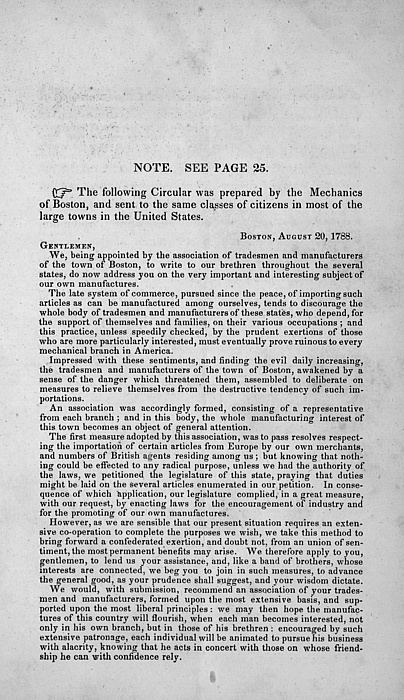 NOTE. SEE PAGE 25.
☞ The following Circular was prepared by the Mechanics
of Boston, and sent to the same classes of citizens in most of the
large towns in the United States.
Boston, August 20, 1788.
Gentlemen,
We, being appointed by the association of tradesmen and manufacturers
of the town of Boston, to write to our brethren throughout the several
states, do now address you on the very important and interesting subject of
our own manufactures.
The late system of commerce, pursued since the peace, of importing such
articles as can be manufactured among ourselves, tends to discourage the
whole body of tradesmen and manufacturers of these states, who depend, for
the support of themselves and families, on their various occupations; and
this practice, unless speedily checked, by the prudent exertions of those
who are more particularly interested, must eventually prove ruinous to every
mechanical branch in America.
Impressed with these sentiments, and finding the evil daily increasing,
the tradesmen and manufacturers of the town of Boston, awakened by a
sense of the danger which threatened them, assembled to deliberate on
measures to relieve themselves from the destructive tendency of such im-
portations.
An association was accordingly formed, consisting of a representative
from each branch; and in this body, the whole manufacturing interest of
this town becomes an object of general attention.
The first measure adopted by this association, was to pass resolves respect-
ing the importation of certain articles from Europe by our own merchants,
and numbers of British agents residing among us; but knowing that noth-
ing could be effected to any radical purpose, unless we had the authority of
the laws, we petitioned the legislature of this state, praying that duties
might be laid on the several articles enumerated in our petition. In conse-
quence of which application, our legislature complied, in a great measure,
with our request, by enacting laws for the encouragement of industry and
for the promoting of our own manufactures.
However, as we are sensible that our present situation requires an exten-
sive co-operation to complete the purposes we wish, we take this method to
bring forward a confederated exertion, and doubt not, from an union of sen-
timent, the most permanent benefits may arise. We therefore apply to you,
gentlemen, to lend us your assistance, and, like a band of brothers, whose
interests are connected, we beg you to join in such measures, to advance
the general good, as your prudence shall suggest, and your wisdom dictate.
We would, with submission, recommend an association of your trades-
men and manufacturers, formed upon the most extensive basis, and sup-
ported upon the most liberal principles: we may then hope the manufac-
tures of this country will flourish, when each man becomes interested, not
only in his own branch, but in those of his brethren: encouraged by such
extensive patronage, each individual will be animated to pursue his business
with alacrity, knowing that he acts in concert with those on whose friend-
ship he can with confidence rely.